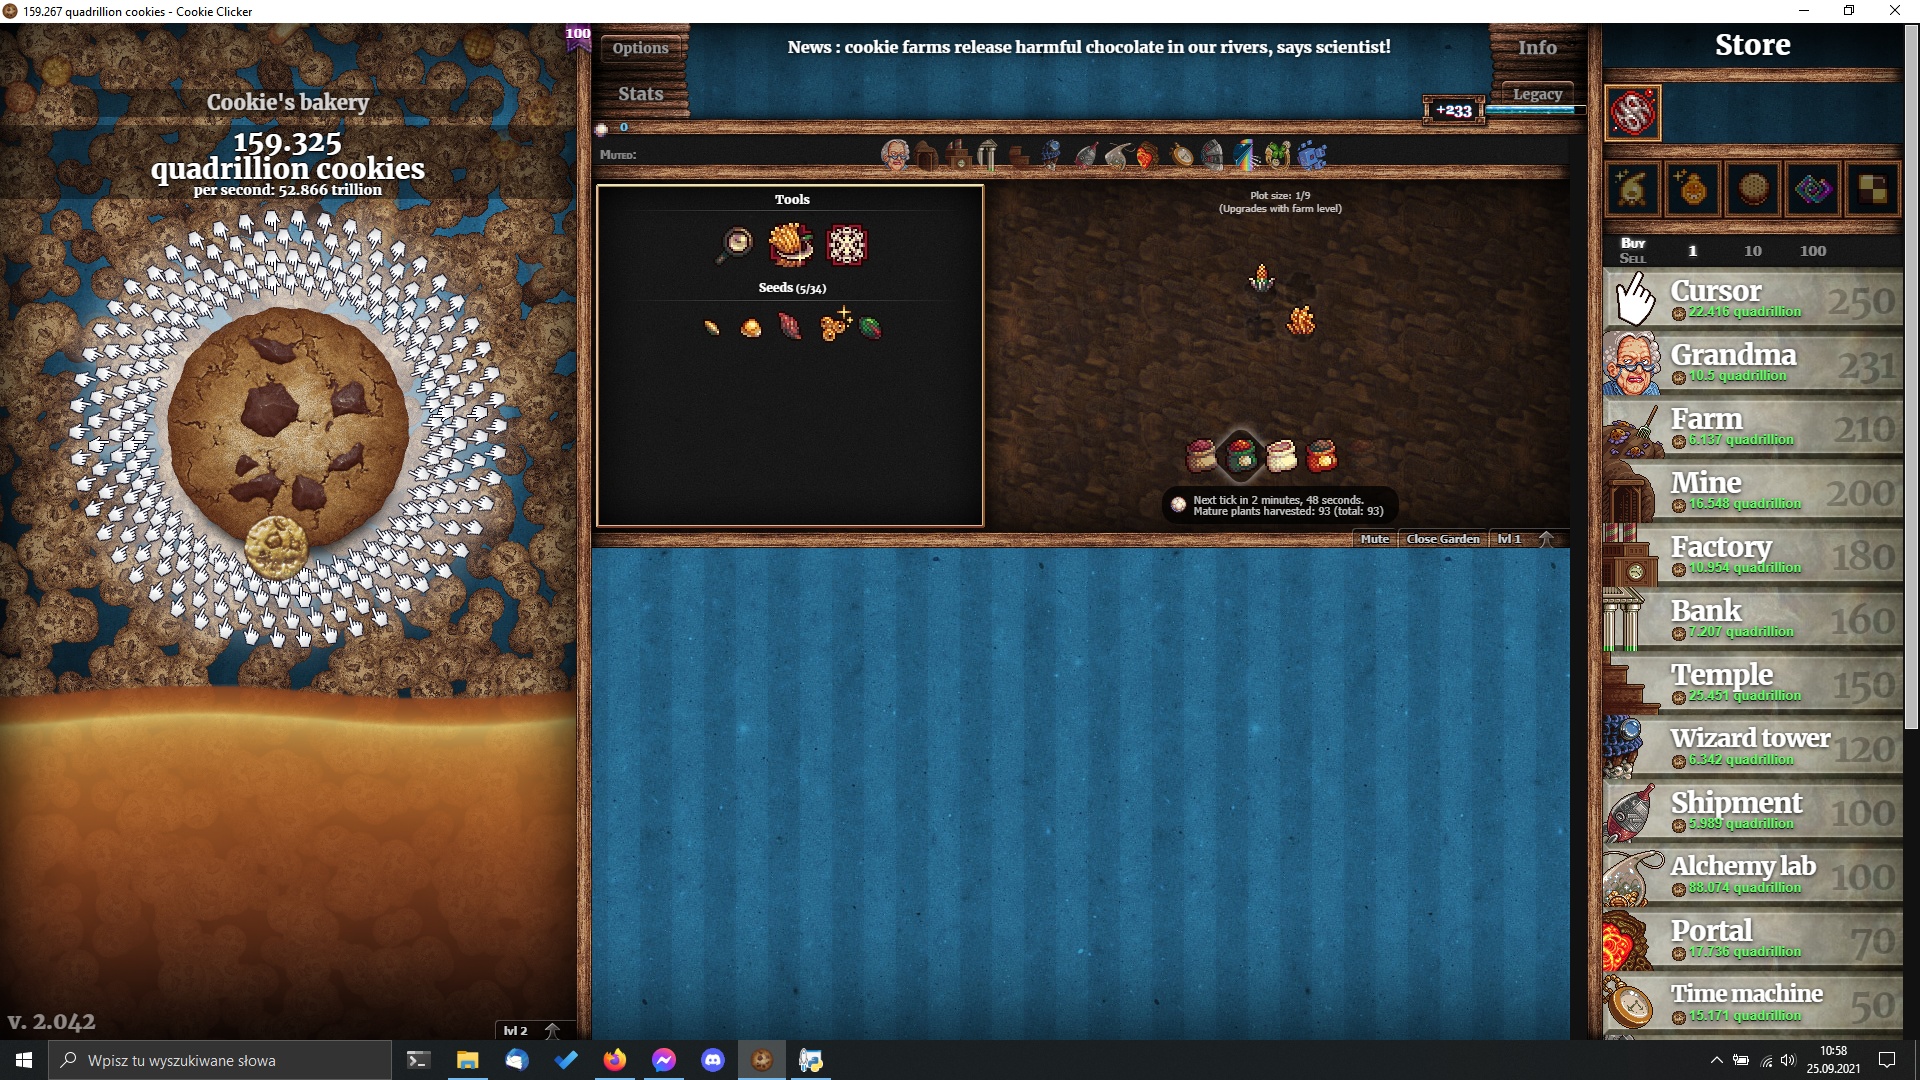 159.267 quadrillion cookies - Cookie Clicker
100
Options
Stats
News : cookie farms release harmful chocolate in our rivers, says scientist!
Info
Legacy
+233
Store
Cookie's bakery
159.325
quadrillion cookies
per second: 52.866 trillion
0
Muted:
Tools
Seeds (5/34)
Plot size: 1/9
(Upgrades with farm level)
Next tick in 2 minutes, 48 seconds.
Mature plants harvested: 93 (total: 93)
Mute
Close Garden
lvl 1
Buy
Sell
1
10
100
Cursor
22.416 quadrillion
250
Grandma
10.5 quadrillion
231
Farm
6.137 quadrillion
210
Mine
16.548 quadrillion
200
Factory
10.954 quadrillion
180
Bank
7.207 quadrillion
160
Temple
25.451 quadrillion
150
Wizard tower
6.342 quadrillion
120
Shipment
5.989 quadrillion
100
Alchemy lab
88.074 quadrillion
100
Portal
17.736 quadrillion
70
Time machine
15.171 quadrillion
50
v. 2.042
lvl 2
Wpisz tu wyszukiwane słowa
10:58
25.09.2021